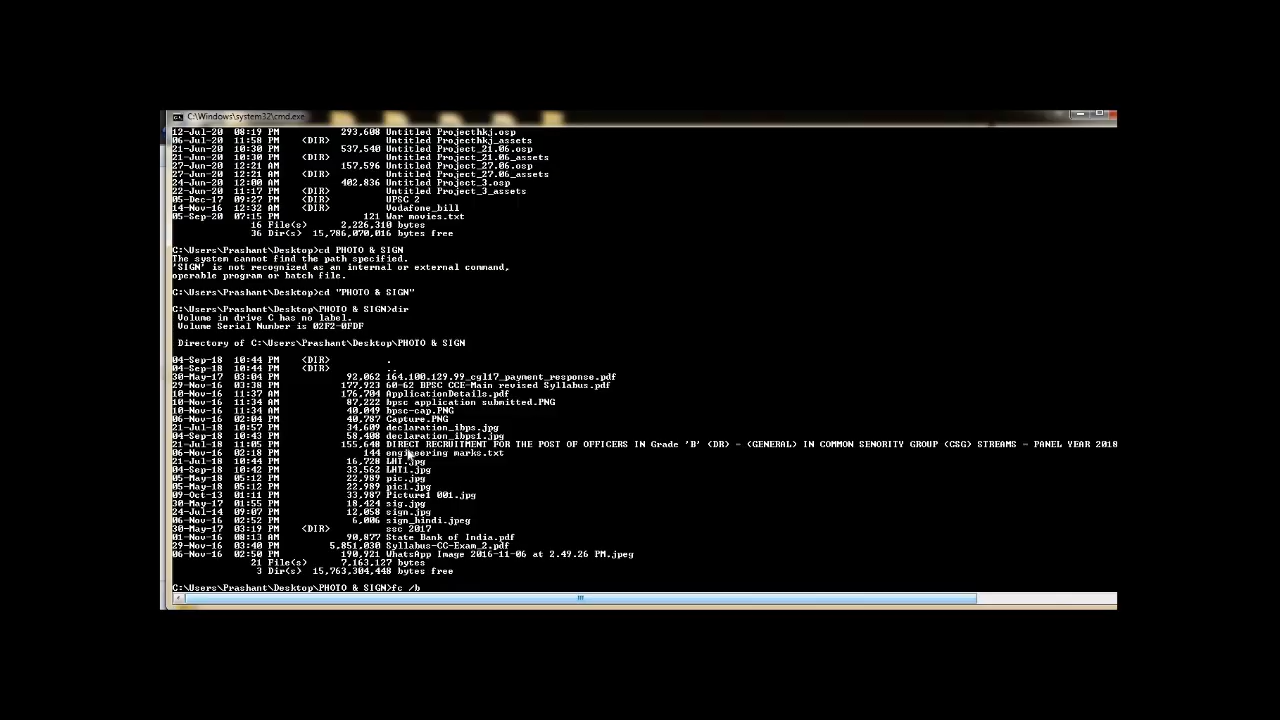 C:\Windows\system32\cmd.exe
12-Jul-20 08:19 PM 293,608 Untitled Projecthkj.osp
06-Jul-20 11:58 PM <DIR> Untitled Projecthkj_assets
21-Jun-20 10:30 PM 537,540 Untitled Project_21.06.osp
21-Jun-20 10:30 PM <DIR> Untitled Project_21.06_assets
27-Jun-20 12:21 AM 157,596 Untitled Project_27.06.osp
27-Jun-20 12:21 AM <DIR> Untitled Project_27.06_assets
24-Jun-20 12:00 AM 402,836 Untitled Project_3.osp
22-Jun-20 11:17 PM <DIR> Untitled Project_3_assets
05-Dec-17 09:27 PM <DIR> UPSC 2
14-Nov-16 12:32 AM <DIR> Vodafone_bill
05-Sep-20 07:15 PM 121 War movies.txt
16 File(s) 2,226,310 bytes
36 Dir(s) 15,786,070,016 bytes free
C:\Users\Prashant\Desktop>cd PHOTO & SIGN
The system cannot find the path specified.
'SIGN' is not recognized as an internal or external command,
operable program or batch file.
C:\Users\Prashant\Desktop>cd "PHOTO & SIGN"
C:\Users\Prashant\Desktop\PHOTO & SIGN>dir
Volume in drive C has no label.
Volume Serial Number is 02F2-0FDF
Directory of C:\Users\Prashant\Desktop\PHOTO & SIGN
04-Sep-18 10:44 PM <DIR> .
04-Sep-18 10:44 PM <DIR> ..
30-May-17 03:04 PM 92,062 164.100.129.99_cgl17_payment_response.pdf
29-Nov-16 03:38 PM 177,923 60-62 BPSC CCE-Main revised Syllabus.pdf
10-Nov-16 11:37 AM 176,704 ApplicationDetails.pdf
10-Nov-16 11:34 AM 87,222 bpsc application submitted.PNG
10-Nov-16 11:34 AM 40,049 bpsc-cap.PNG
06-Nov-16 02:04 PM 40,787 Capture.PNG
21-Jul-18 10:57 PM 34,609 declaration_ibps.jpg
04-Sep-18 10:43 PM 58,408 declaration_ibps1.jpg
21-Jul-18 11:05 PM 155,648 DIRECT RECRUITMENT FOR THE POST OF OFFICERS IN Grade 'B' (DR) - (GENERAL) IN COMMON SENORITY GROUP (CSG) STREAMS - PANEL YEAR 2018
06-Nov-16 02:18 PM 144 engineering marks.txt
21-Jul-18 10:44 PM 16,728 LHT.jpg
04-Sep-18 10:42 PM 33,562 LHT1.jpg
05-May-18 05:12 PM 22,989 pic.jpg
05-May-18 05:12 PM 22,989 pic1.jpg
09-Oct-13 01:11 PM 33,987 Picture1 001.jpg
30-May-17 01:55 PM 18,424 sig.jpg
24-Jul-14 09:07 PM 12,058 sign.jpg
06-Nov-16 02:52 PM 6,006 sign_hindi.jpeg
30-May-17 03:19 PM <DIR> ssc 2017
01-Nov-16 08:13 AM 90,877 State Bank of India.pdf
29-Nov-16 03:40 PM 5,851,030 Syllabus-CC-Exam_2.pdf
06-Nov-16 02:50 PM 190,921 WhatsApp Image 2016-11-06 at 2.49.26 PM.jpeg
21 File(s) 7,163,127 bytes
3 Dir(s) 15,763,304,448 bytes free
C:\Users\Prashant\Desktop\PHOTO & SIGN>fc /b